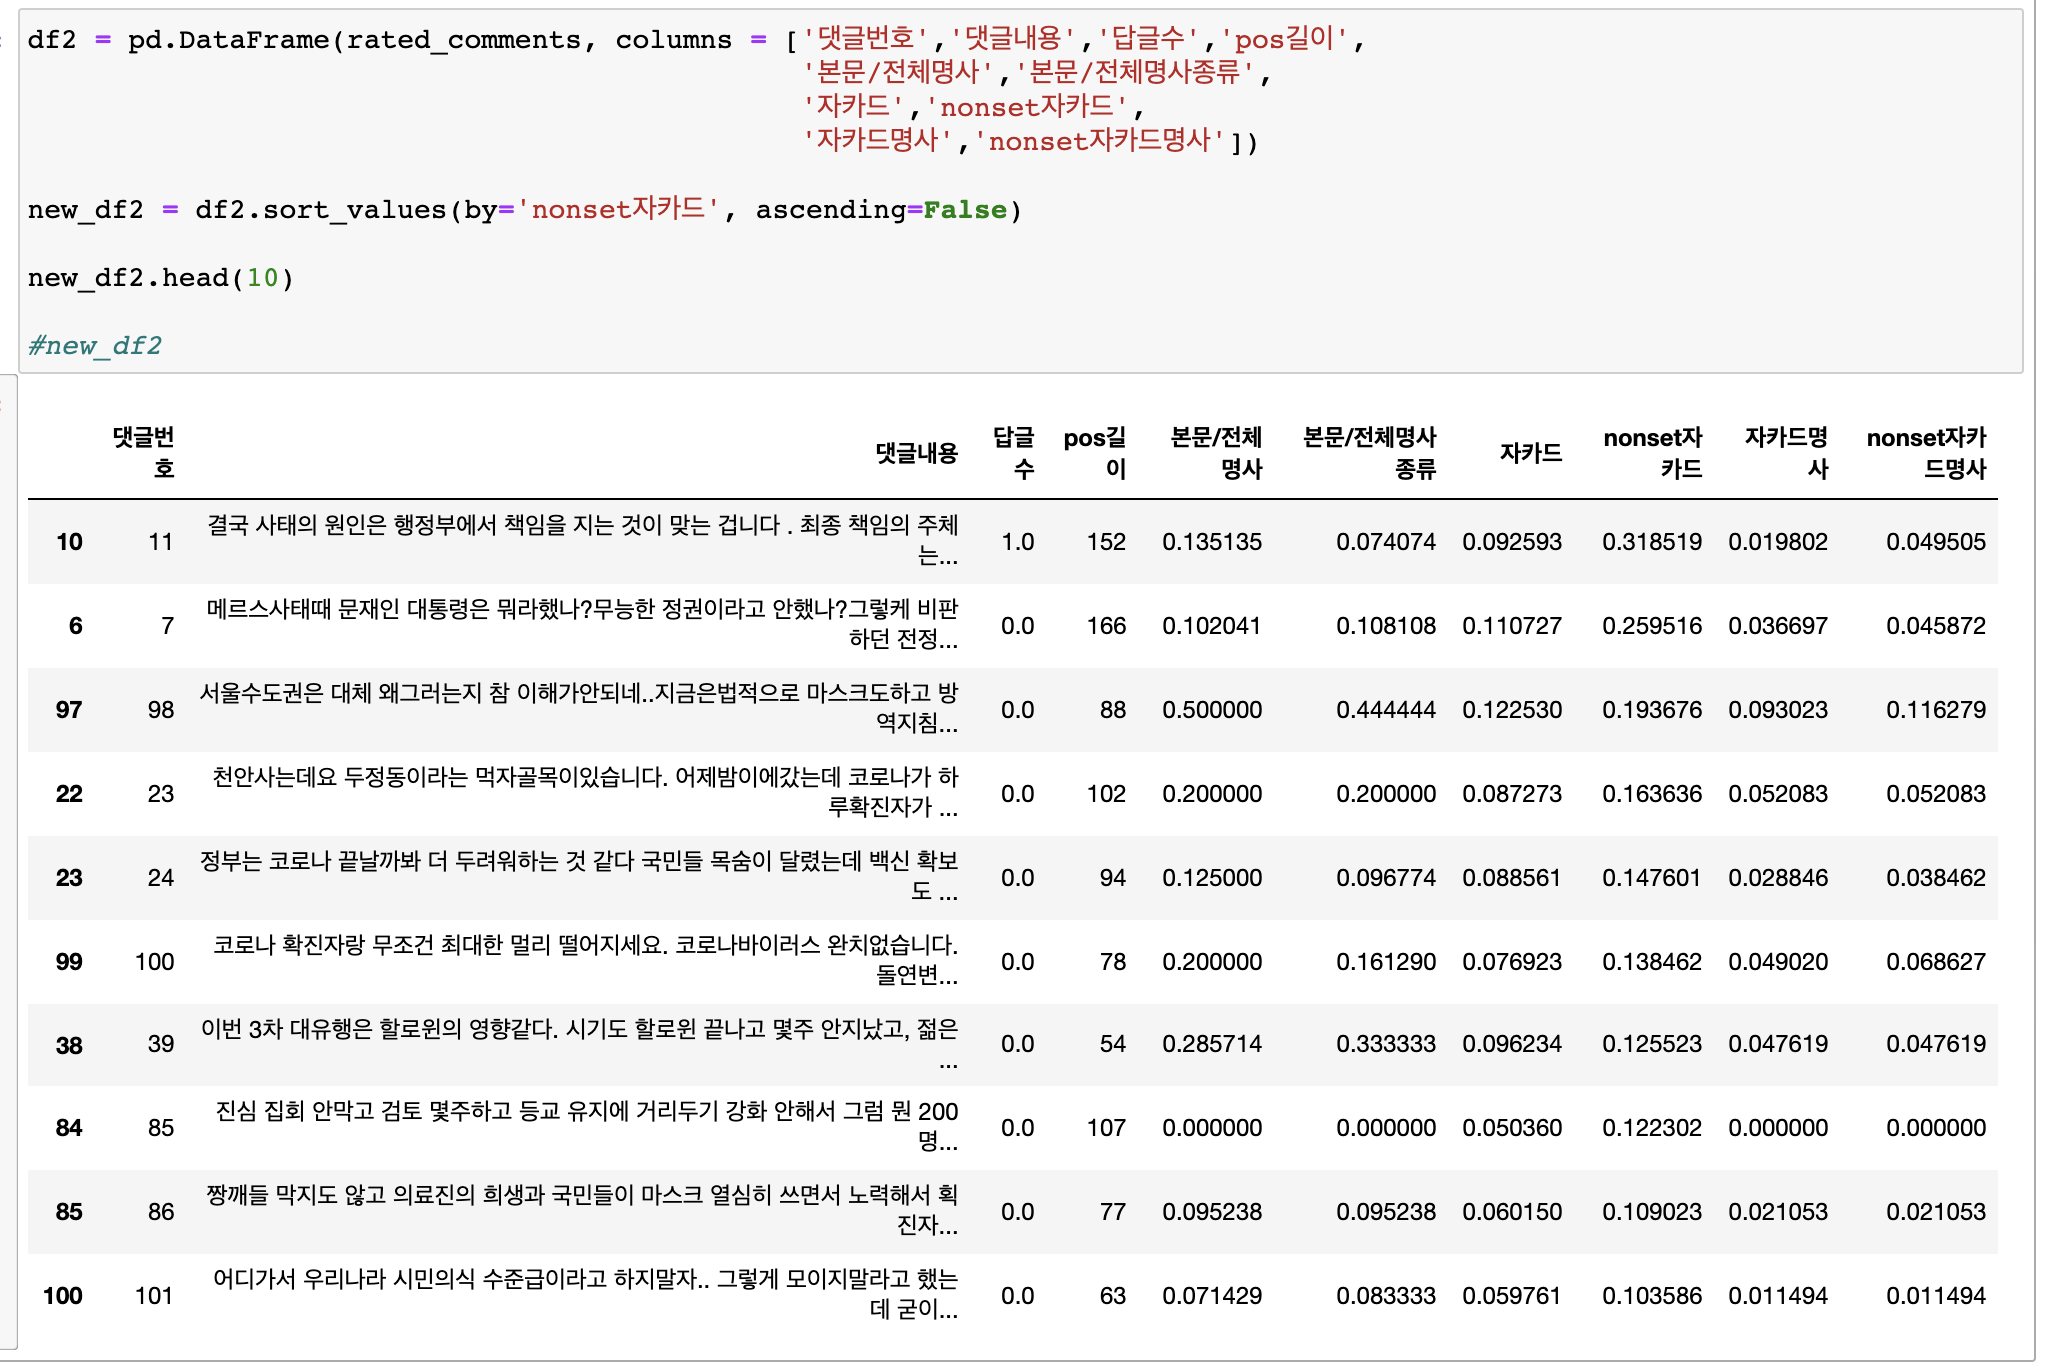 df2 = pd.DataFrame(rated_comments, columns = ['댓글번호','댓글내용','답글수','pos길이',
'본문/전체명사','본문/전체명사종류',
'자카드','nonset자카드',
'자카드명사','nonset자카드명사'])
new_df2 = df2.sort_values(by='nonset자카드', ascending=False)
new_df2.head(10)
#new_df2
댓글번 답글 pos길 본문/전체 본문/전체명사 nonset자 자카드명 nonset자카
댓글내용 자카드
호 수 이 명사 종류 카드 사 드명사
결국 사태의 원인은 행정부에서 책임을 지는 것이 맞는 겁니다 . 최종 책임의 주체
10 11 1.0 152 0.135135 0.074074 0.092593 0.318519 0.019802 0.049505
는...
메르스사태때 문재인 대통령은 뭐라했나?무능한 정권이라고 안했나?그렇케 비판
6 7 0.0 166 0.102041 0.108108 0.110727 0.259516 0.036697 0.045872
하던 전정...
서울수도권은 대체 왜그러는지 참 이해가안되네..지금은법적으로 마스크도하고 방
97 98 0.0 88 0.500000 0.444444 0.122530 0.193676 0.093023 0.116279
역지침...
천안사는데요 두정동이라는 먹자골목이있습니다. 어제밤이에갔는데 코로나가 하
22 23 0.0 102 0.200000 0.200000 0.087273 0.163636 0.052083 0.052083
루확진자가 ...
정부는 코로나 끝날까봐 더 두려워하는 것 같다 국민들 목숨이 달렸는데 백신 확보
23 24 0.0 94 0.125000 0.096774 0.088561 0.147601 0.028846 0.038462
도 ...
코로나 확진자랑 무조건 최대한 멀리 떨어지세요. 코로나바이러스 완치없습니다.
99 100 0.0 78 0.200000 0.161290 0.076923 0.138462 0.049020 0.068627
돌연변...
이번 3차 대유행은 할로윈의 영향같다. 시기도 할로윈 끝나고 몇주 안지났고, 젊은
38 39 0.0 54 0.285714 0.333333 0.096234 0.125523 0.047619 0.047619
...
진심 집회 안막고 검토 몇주하고 등교 유지에 거리두기 강화 안해서 그럼 뭔 200
84 85 0.0 107 0.000000 0.000000 0.050360 0.122302 0.000000 0.000000
명...
짱깨들 막지도 않고 의료진의 희생과 국민들이 마스크 열심히 쓰면서 노력해서 획
85 86 0.0 77 0.095238 0.095238 0.060150 0.109023 0.021053 0.021053
진자...
어디가서 우리나라 시민의식 수준급이라고 하지말자.. 그렇게 모이지말라고 했는
100 101 0.0 63 0.071429 0.083333 0.059761 0.103586 0.011494 0.011494
데 굳이...